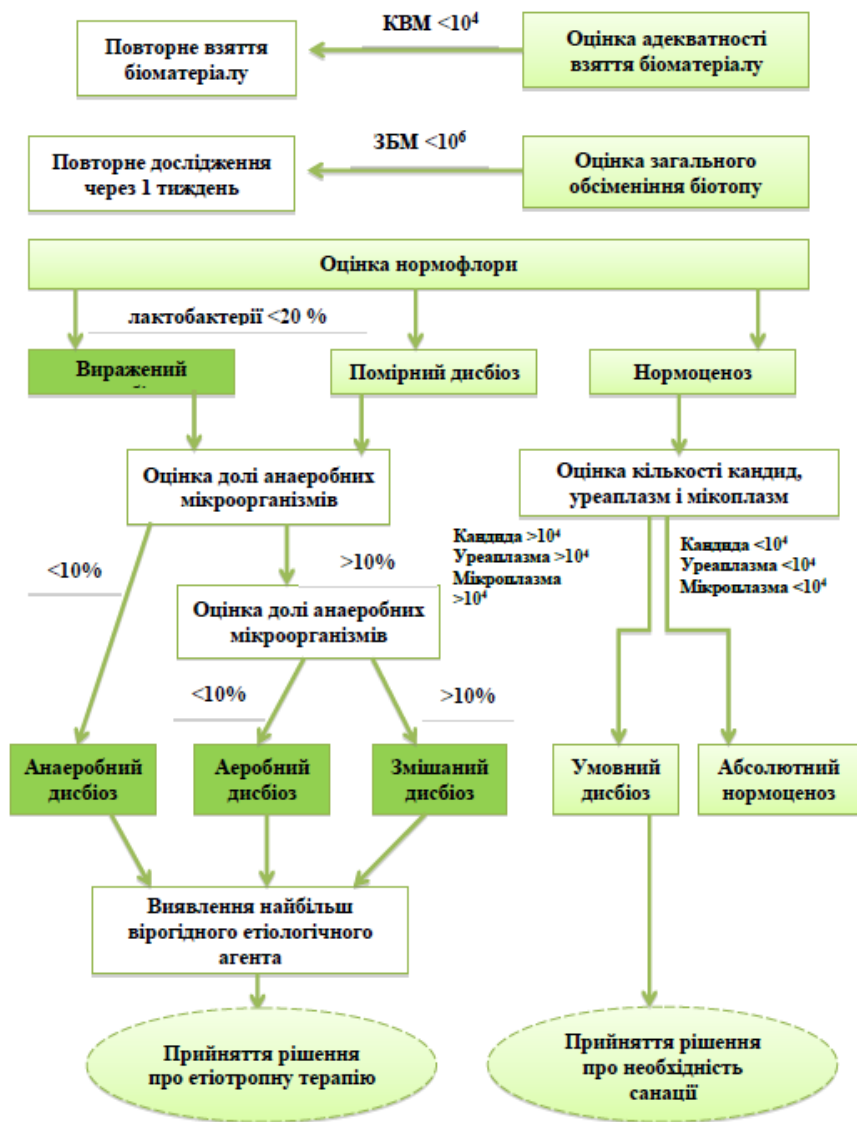 КВМ <10⁴
Повторне взяття
біоматеріалу
Оцінка адекватності
взяття біоматеріалу
ЗБМ <10⁶
Повторне дослідження
через 1 тиждень
Оцінка загального
обсіменіння біотопу
Оцінка нормофлори
лактобактерії <20 %
Виражений
Помірний дисбіоз
Нормоценоз
Оцінка долі анаеробних
мікроорганізмів
Оцінка кількості кандид,
уреаплазм і мікоплазм
<10%
>10%
Кандида >10⁴
Уреаплазма >10⁴
Мікроплазма
>10⁴
Кандида <10⁴
Уреаплазма <10⁴
Мікроплазма <10⁴
Оцінка долі анаеробних
мікроорганізмів
<10%
>10%
Анаеробний
дисбіоз
Аеробний
дисбіоз
Змішаний
дисбіоз
Умовний
дисбіоз
Абсолютний
нормоценоз
Виявлення найбільш
вірогідного етіологічного
агента
Прийняття рішення
про етіотропну терапію
Прийняття рішення
про необхідність
санації